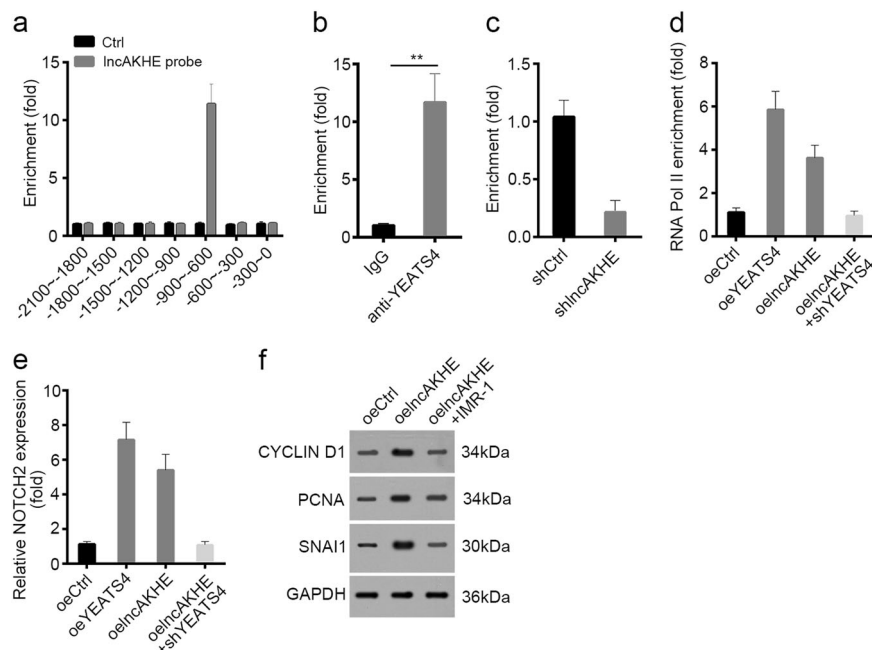 a
Ctrl
lncAKHE probe
Enrichment (fold)
15
10
5
0
-2100~-1800
-1800~-1500
-1500~-1200
-1200~-900
-900~-600
-600~-300
-300~0
b
Enrichment (fold)
15
10
5
0
**
IgG
anti-YEATS4
c
Enrichment (fold)
1.5
1.0
0.5
0.0
shCtrl
shlncAKHE
d
RNA Pol II enrichment (fold)
8
6
4
2
0
oeCtrl
oeYEATS4
oelncAKHE
oelncAKHE
+shYEATS4
e
Relative NOTCH2 expression
(fold)
10
8
6
4
2
0
oeCtrl
oeYEATS4
oelncAKHE
oelncAKHE
+shYEATS4
f
oeCtrl
oelncAKHE
oelncAKHE
+IMR-1
CYCLIN D1 34kDa
PCNA 34kDa
SNAI1 30kDa
GAPDH 36kDa